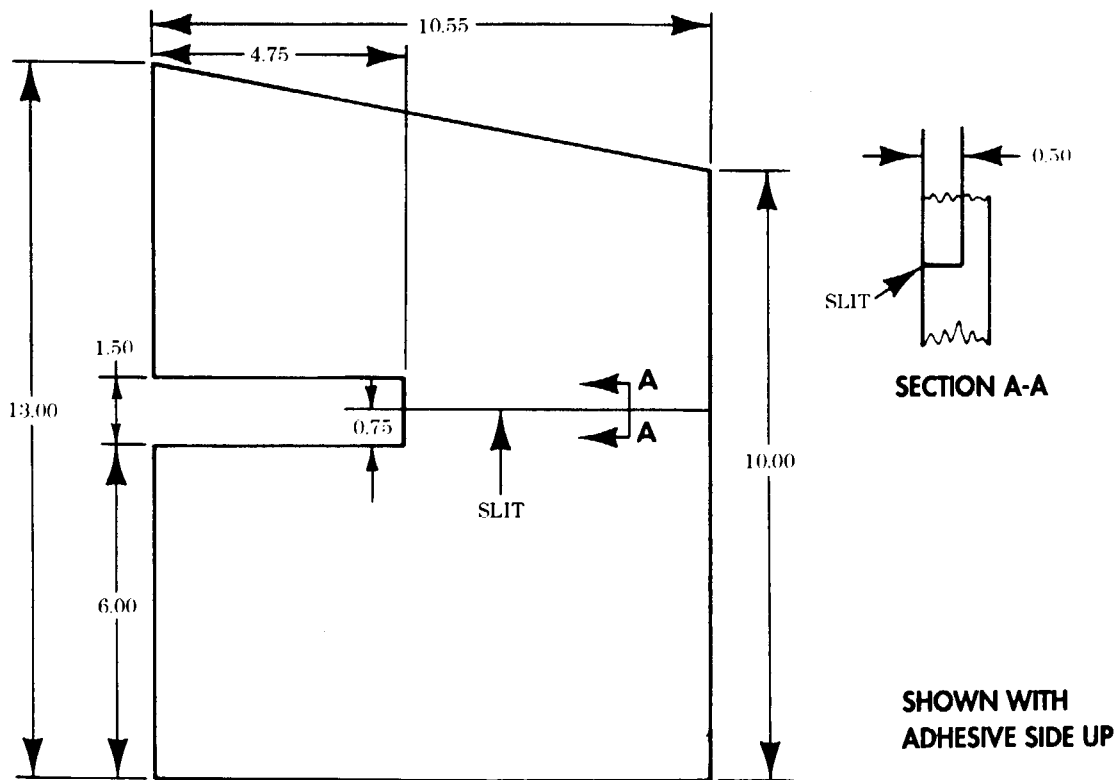 10.55
4.75
0.50
SLIT
SECTION A-A
1.50
A
13.00
0.75
A
10.00
SLIT
6.00
SHOWN WITH
ADHESIVE SIDE UP